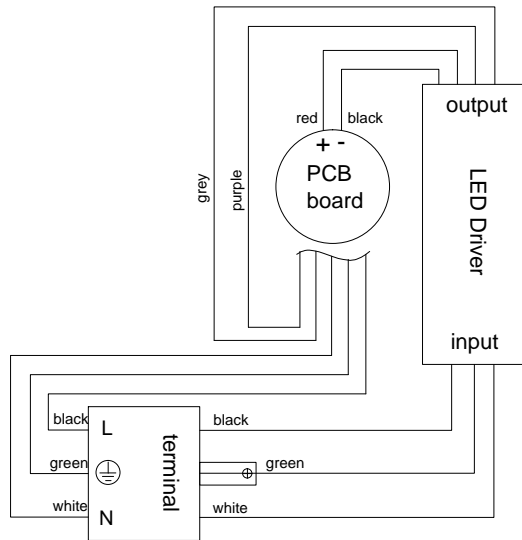 output
red
black
+ -
PCB
board
grey
purple
LED Driver
input
black
L
terminal
black
green
green
white
N
white